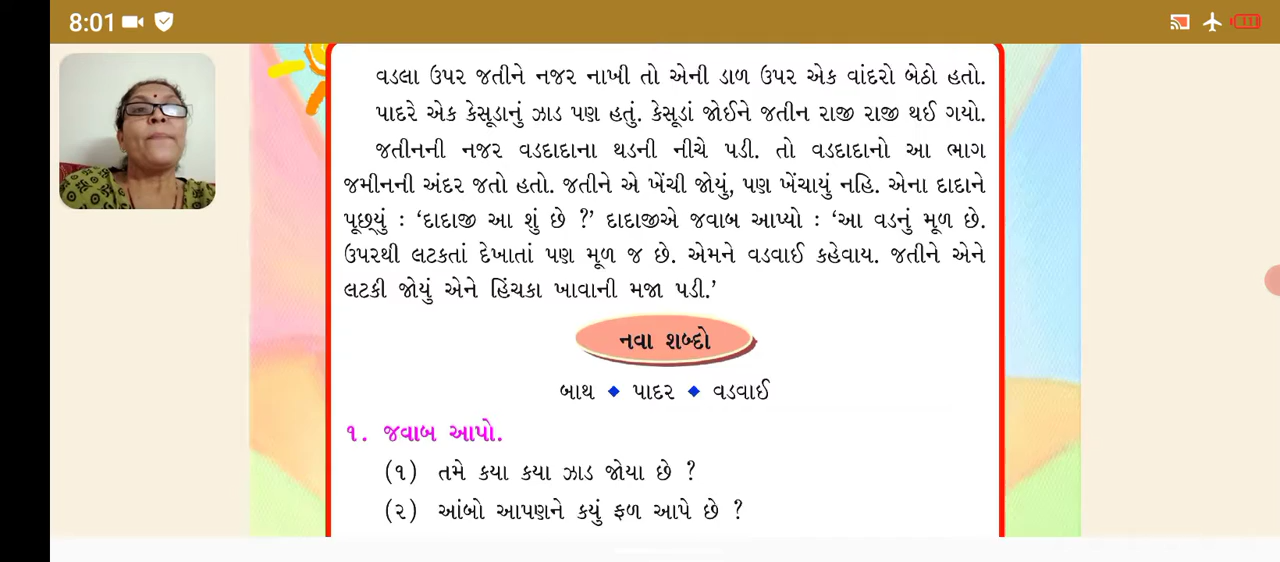 8:01
11
વડલા ઉપર જતીને નજર નાખી તો એની ડાળ ઉપર એક વાંદરો બેઠો હતો.
પાદરે એક કેસૂડાનું ઝાડ પણ હતું. કેસૂડાં જોઈને જતીન રાજી રાજી થઈ ગયો.
જતીનની નજર વડદાદાના થડની નીચે પડી. તો વડદાદાનો આ ભાગ
જમીનની અંદર જતો હતો. જતીને એ ખેંચી જોયું, પણ ખેંચાયું નહિ. એના દાદાને
પૂછ્યું : ‘દાદાજી આ શું છે ?’ દાદાજીએ જવાબ આપ્યો : ‘આ વડનું મૂળ છે.
ઉપરથી લટકતાં દેખાતાં પણ મૂળ જ છે. એમને વડવાઈ કહેવાય. જતીને એને
લટકી જોયું એને હિંચકા ખાવાની મજા પડી.’
નવા શબ્દો
બાથ ◆ પાદર ◆ વડવાઈ
૧. જવાબ આપો.
(૧) તમે કયા કયા ઝાડ જોયા છે ?
(૨) આંબો આપણને કયું ફળ આપે છે ?